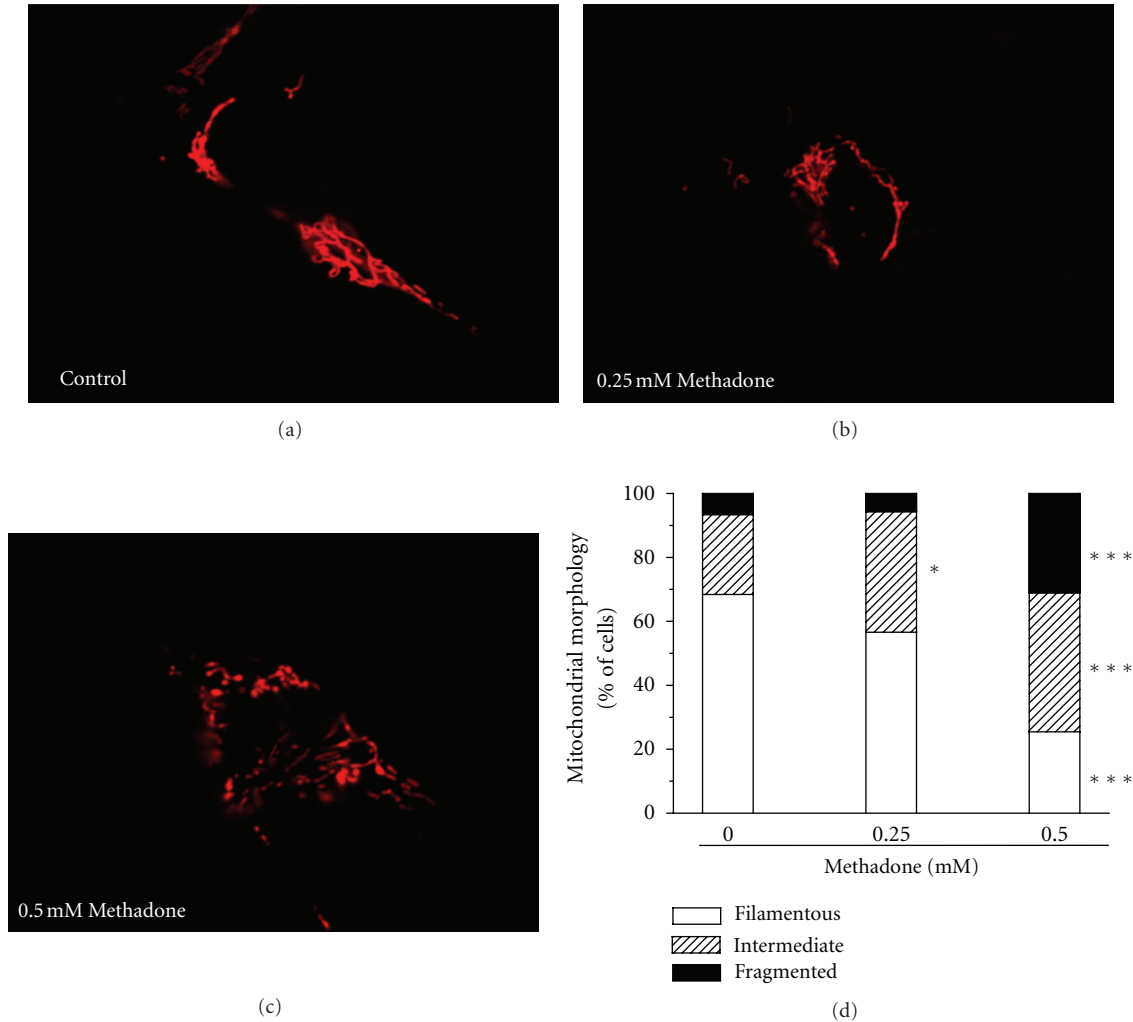 Control
(a)
0.25 mM Methadone
(b)
0.5 mM Methadone
(c)
Mitochondrial morphology
(% of cells)
100
80
60
40
20
0
*
* * *
* * *
* * *
0 0.25 0.5
Methadone (mM)
Filamentous
Intermediate
Fragmented
(d)